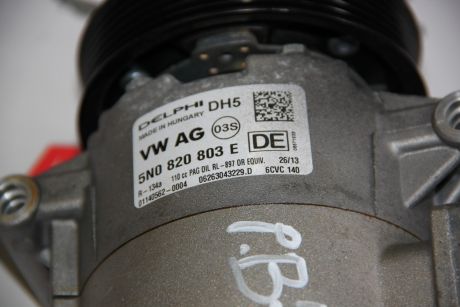 DELPHI DH5
MADE IN HUNGARY
VW AG 03S DE
5N0 820 803 E
R-134a 110 cc PAG OIL RL-897 OR EQUIV. 26/13
01140562-0004 D6263043229.D 6CVC 140
P.B